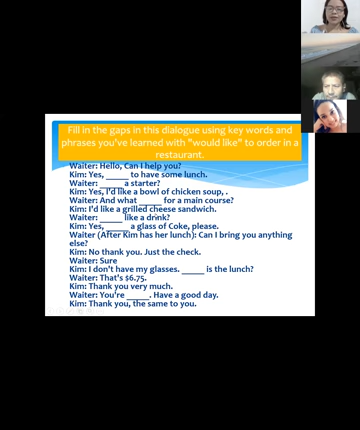 Fill in the gaps in this dialogue using key words and
phrases you've learned with "would like" to order in a
restaurant.
Waiter: Hello, Can I help you?
Kim: Yes, _____ to have some lunch.
Waiter: _____ a starter?
Kim: Yes, I'd like a bowl of chicken soup, .
Waiter: And what _____ for a main course?
Kim: I'd like a grilled cheese sandwich.
Waiter: _____ like a drink?
Kim: Yes, _____ a glass of Coke, please.
Waiter (After Kim has her lunch): Can I bring you anything
else?
Kim: No thank you. Just the check.
Waiter: Sure
Kim: I don't have my glasses. _____ is the lunch?
Waiter: That's $6.75.
Kim: Thank you very much.
Waiter: You're _____. Have a good day.
Kim: Thank you, the same to you.